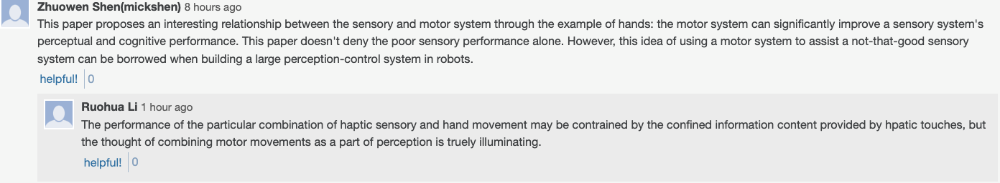 Zhuowen Shen(mickshen) 8 hours ago
This paper proposes an interesting relationship between the sensory and motor system through the example of hands: the motor system can significantly improve a sensory system's
perceptual and cognitive performance. This paper doesn't deny the poor sensory performance alone. However, this idea of using a motor system to assist a not-that-good sensory
system can be borrowed when building a large perception-control system in robots.
helpful! 0
Ruohua Li 1 hour ago
The performance of the particular combination of haptic sensory and hand movement may be contrained by the confined information content provided by hpatic touches, but
the thought of combining motor movements as a part of perception is truely illuminating.
helpful! 0